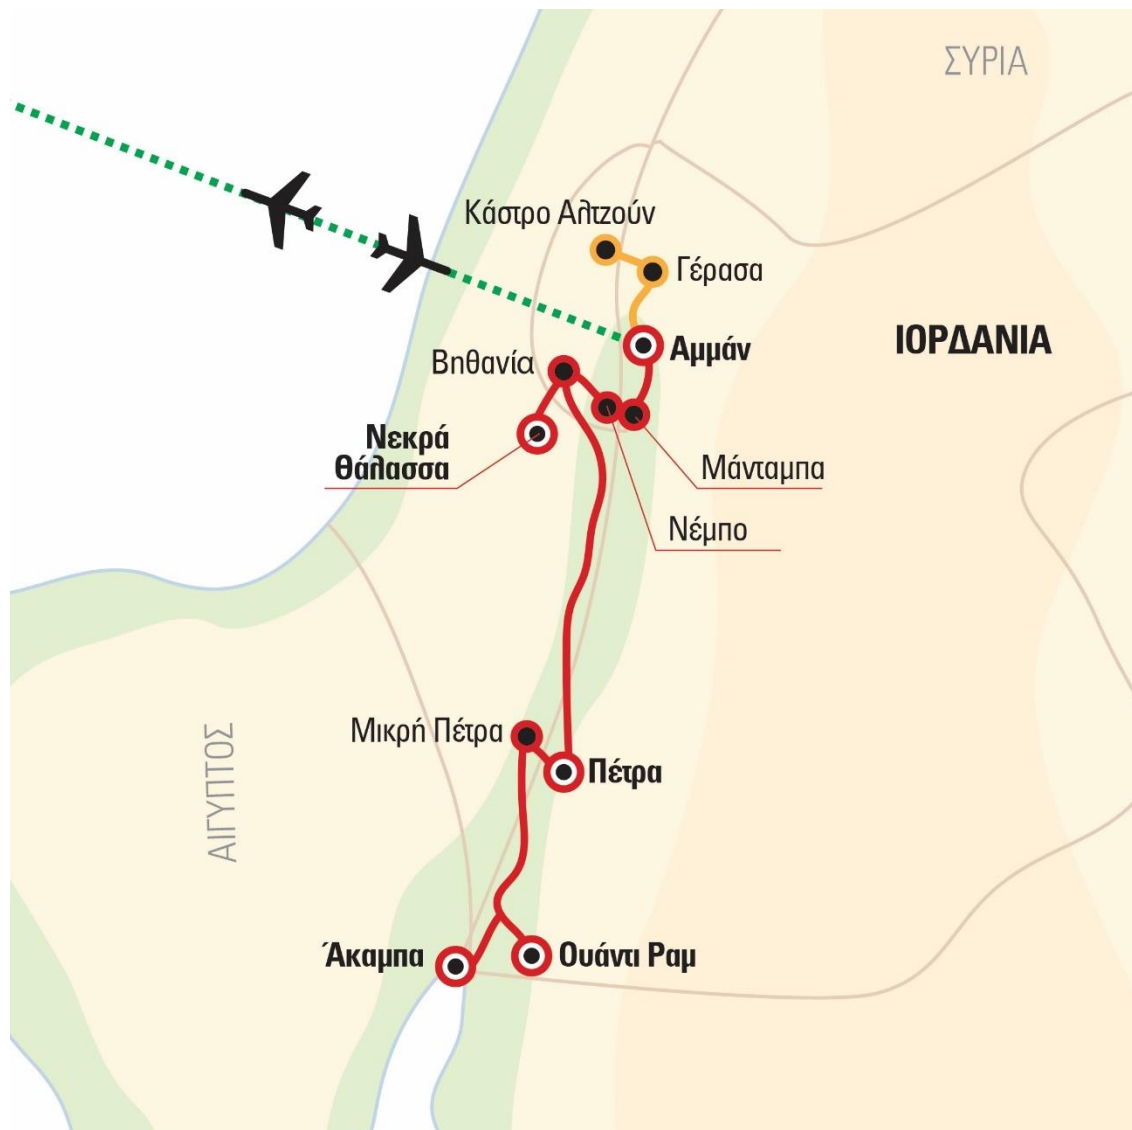 ΣΥΡΙΑ
Κάστρο Αλτζούν
Γέρασα
ΙΟΡΔΑΝΙΑ
Αμμάν
Βηθανία
Νεκρά
Θάλασσα
Μάνταμπα
Νέμπο
Μικρή Πέτρα
Πέτρα
ΑΙΓΥΠΤΟΣ
Άκαμπα
Ουάντι Ραμ